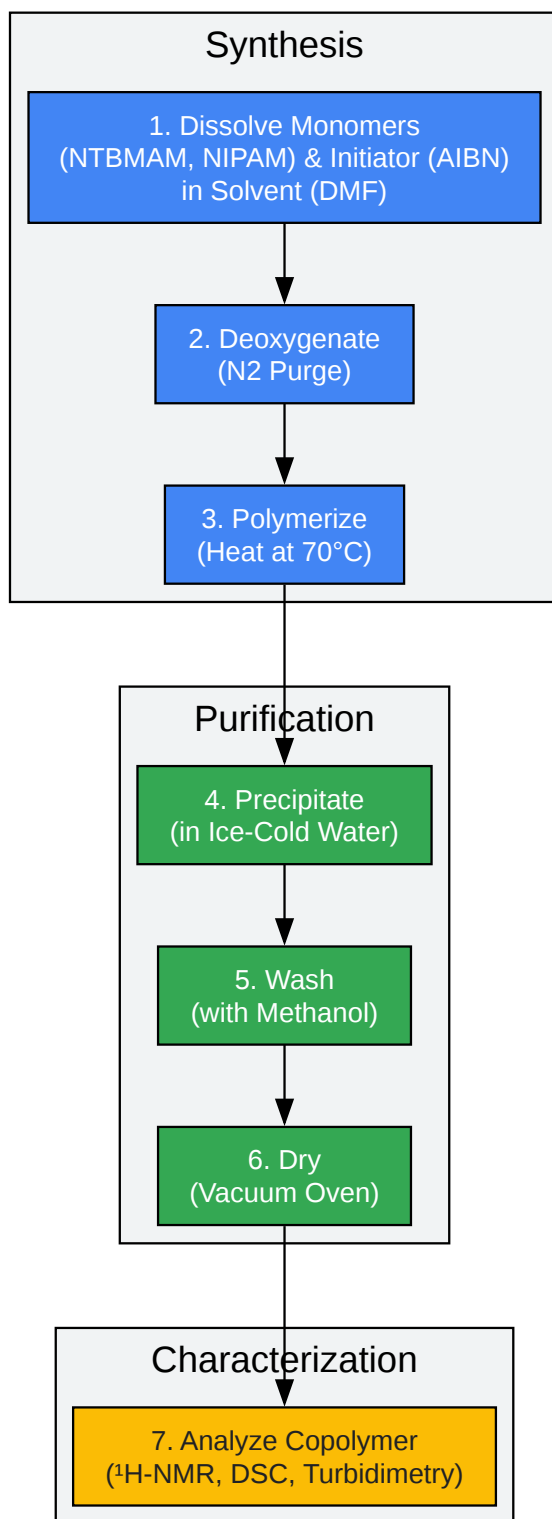 Synthesis
1. Dissolve Monomers
(NTBMAM, NIPAM) & Initiator (AIBN)
in Solvent (DMF)
2. Deoxygenate
(N2 Purge)
3. Polymerize
(Heat at 70°C)
Purification
4. Precipitate
(in Ice-Cold Water)
5. Wash
(with Methanol)
6. Dry
(Vacuum Oven)
Characterization
7. Analyze Copolymer
(¹H-NMR, DSC, Turbidimetry)